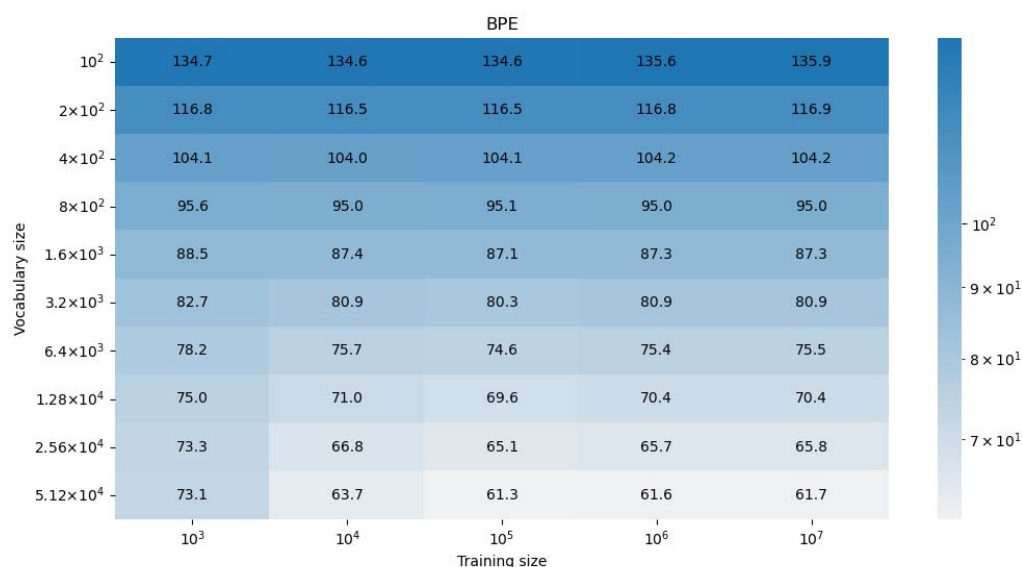 BPE
10² 134.7 134.6 134.6 135.6 135.9
2×10² 116.8 116.5 116.5 116.8 116.9
4×10² 104.1 104.0 104.1 104.2 104.2
8×10² 95.6 95.0 95.1 95.0 95.0
1.6×10³ 88.5 87.4 87.1 87.3 87.3
3.2×10³ 82.7 80.9 80.3 80.9 80.9
6.4×10³ 78.2 75.7 74.6 75.4 75.5
1.28×10⁴ 75.0 71.0 69.6 70.4 70.4
2.56×10⁴ 73.3 66.8 65.1 65.7 65.8
5.12×10⁴ 73.1 63.7 61.3 61.6 61.7
10³ 10⁴ 10⁵ 10⁶ 10⁷
Training size
Vocabulary size
10²
9×10¹
8×10¹
7×10¹